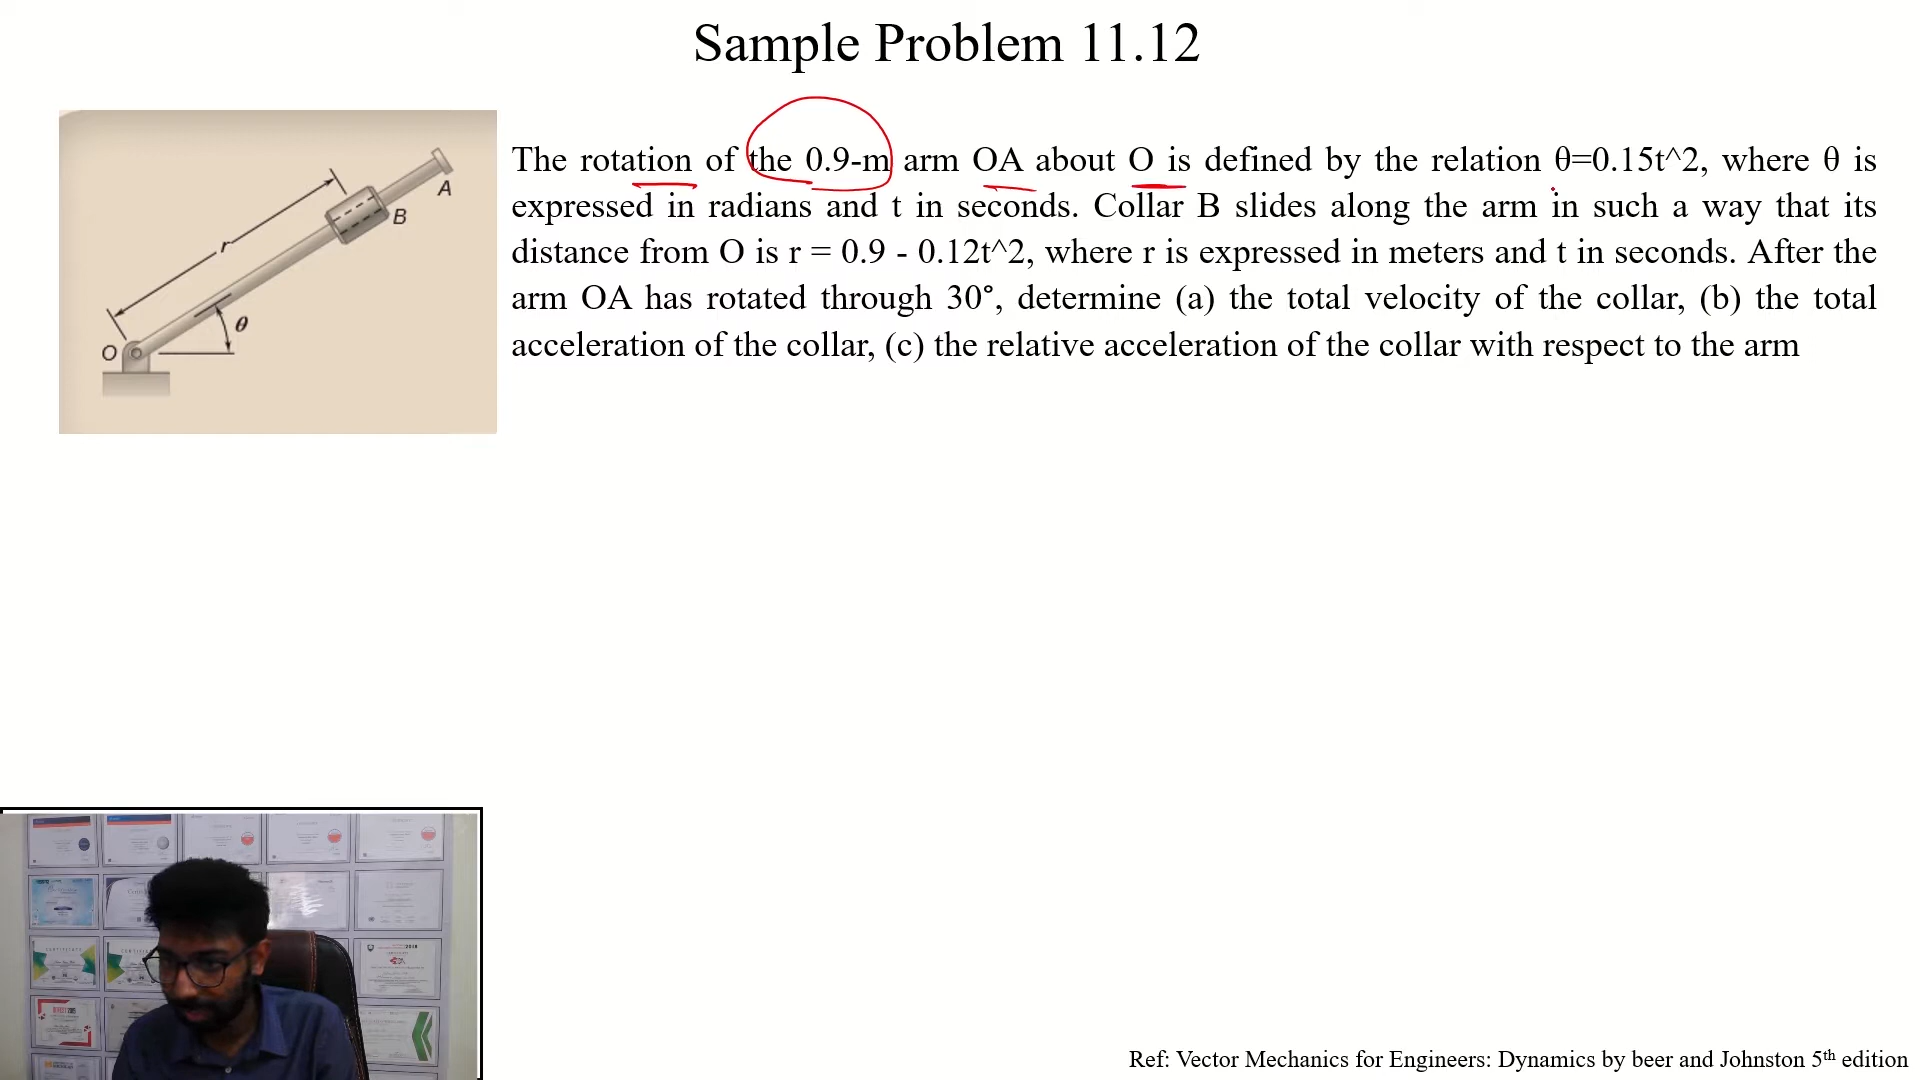 Sample Problem 11.12
The rotation of the 0.9-m arm OA about O is defined by the relation θ=0.15t^2, where θ is
expressed in radians and t in seconds. Collar B slides along the arm in such a way that its
distance from O is r = 0.9 - 0.12t^2, where r is expressed in meters and t in seconds. After the
arm OA has rotated through 30°, determine (a) the total velocity of the collar, (b) the total
acceleration of the collar, (c) the relative acceleration of the collar with respect to the arm
A
B
r
θ
O
Ref: Vector Mechanics for Engineers: Dynamics by beer and Johnston 5th edition